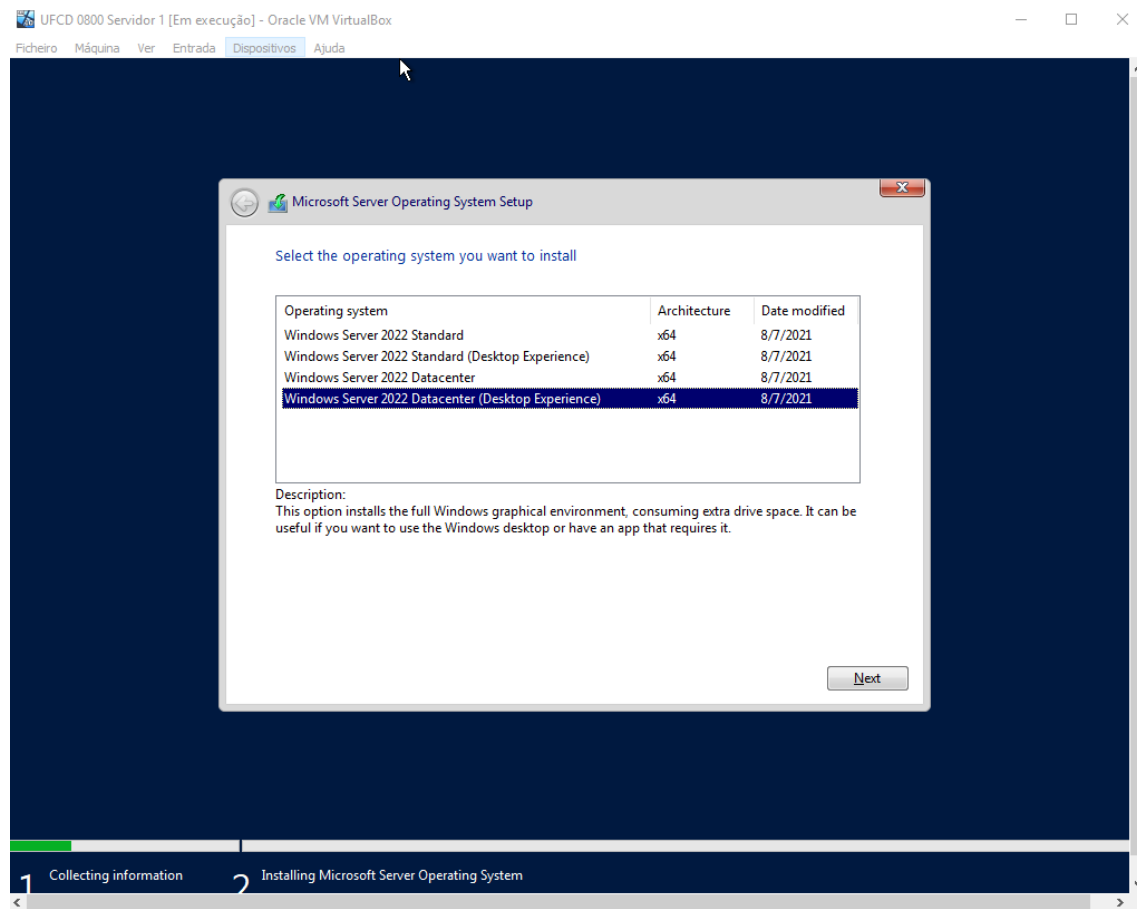 UFCD 0800 Servidor 1 [Em execução] - Oracle VM VirtualBox
Ficheiro Máquina Ver Entrada Dispositivos Ajuda
Microsoft Server Operating System Setup
Select the operating system you want to install
Operating system Architecture Date modified
Windows Server 2022 Standard x64 8/7/2021
Windows Server 2022 Standard (Desktop Experience) x64 8/7/2021
Windows Server 2022 Datacenter x64 8/7/2021
Windows Server 2022 Datacenter (Desktop Experience) x64 8/7/2021
Description:
This option installs the full Windows graphical environment, consuming extra drive space. It can be
useful if you want to use the Windows desktop or have an app that requires it.
Next
1 Collecting information 2 Installing Microsoft Server Operating System